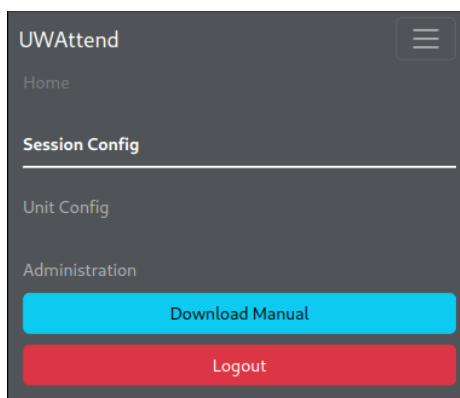 UWAttend
Home
Session Config
Unit Config
Administration
Download Manual
Logout